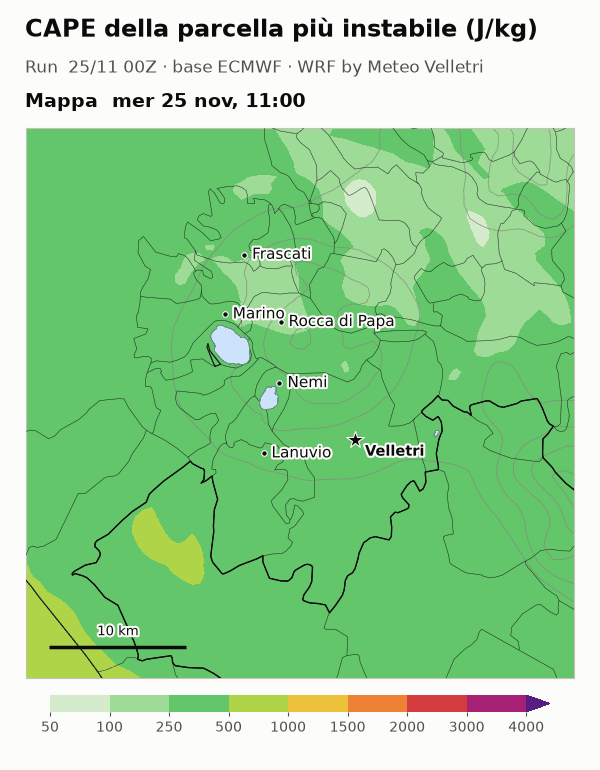 CAPE della parcella più instabile (J/kg)
Run  25/11 00Z · base ECMWF · WRF by Meteo Velletri
Mappa  mer 25 nov, 11:00
Frascati
Marino
Rocca di Papa
Nemi
Velletri
Lanuvio
10 km
50 100 250 500 1000 1500 2000 3000 4000